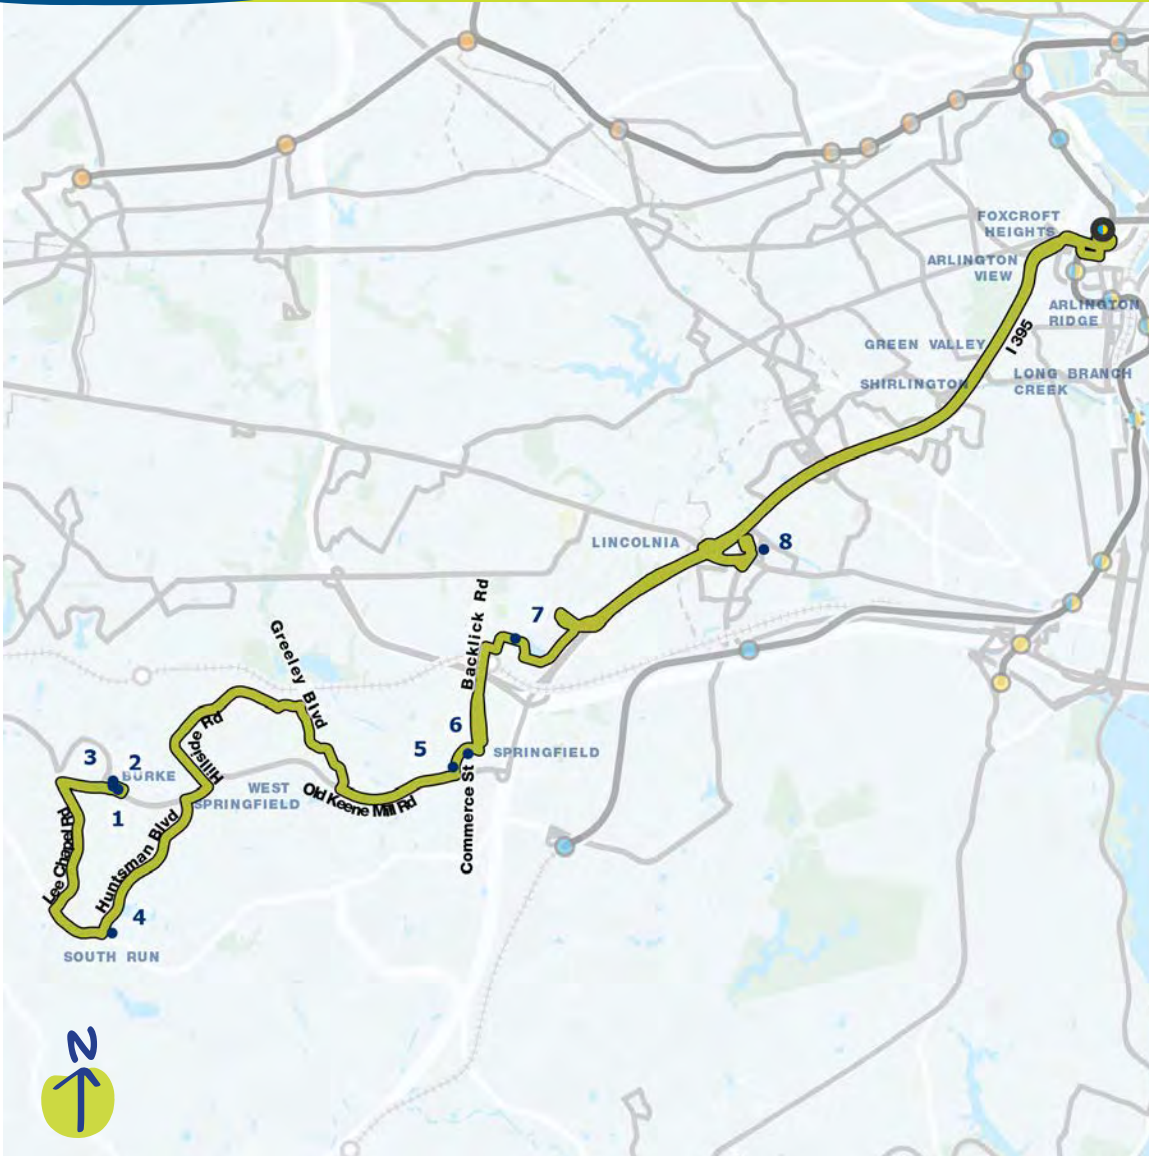 FOXCROFT
HEIGHTS
ARLINGTON
VIEW
ARLINGTON
RIDGE
I 395
GREEN VALLEY
LONG BRANCH
CREEK
SHIRLINGTON
LINCOLNIA
8
Backlick Rd
7
Greeley Blvd
6
5
SPRINGFIELD
Hillside Rd
3
2
BURKE
1
WEST
SPRINGFIELD
Old Keene Mill Rd
Commerce St
Lee Chapel Rd
Huntsman Blvd
4
SOUTH RUN
N